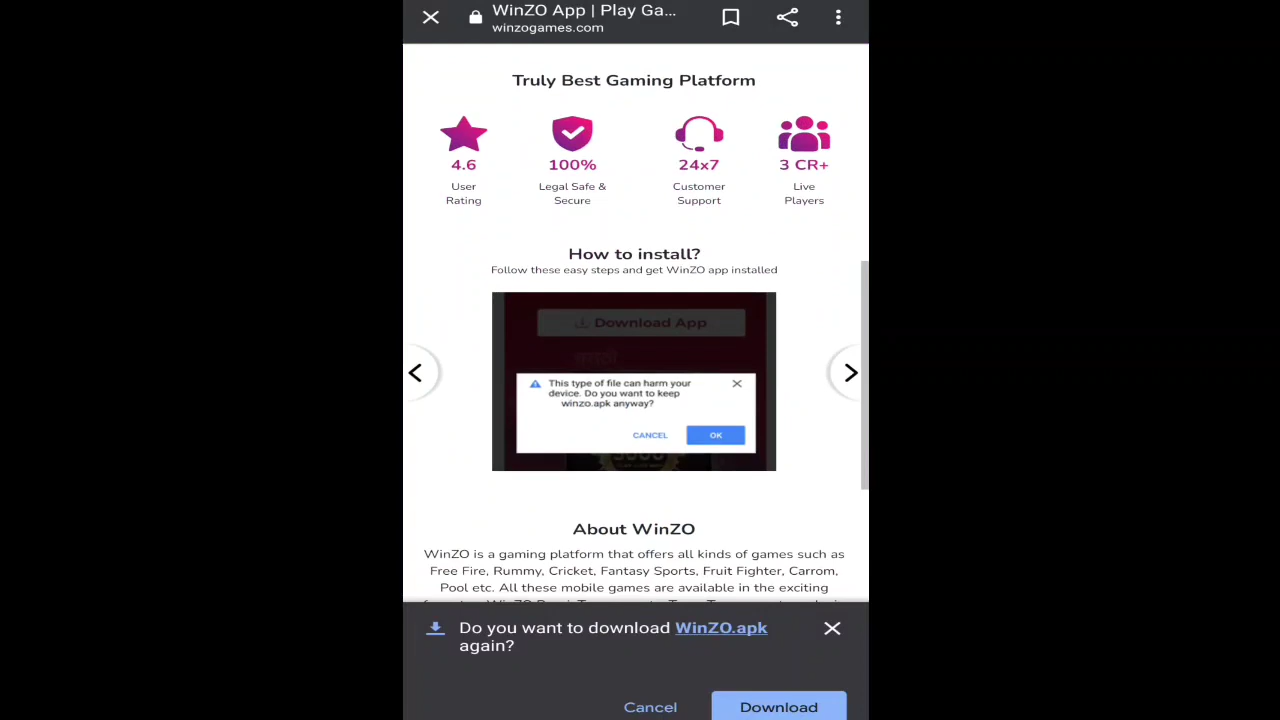 WinZO App | Play Ga...
winzogames.com
Truly Best Gaming Platform
4.6
User
Rating
100%
Legal Safe &
Secure
24x7
Customer
Support
3 CR+
Live
Players
How to install?
Follow these easy steps and get WinZO app installed
Download App
This type of file can harm your
device. Do you want to keep
winzo.apk anyway?
CANCEL
OK
About WinZO
WinZO is a gaming platform that offers all kinds of games such as
Free Fire, Rummy, Cricket, Fantasy Sports, Fruit Fighter, Carrom,
Pool etc. All these mobile games are available in the exciting
Do you want to download WinZO.apk
again?
Cancel
Download